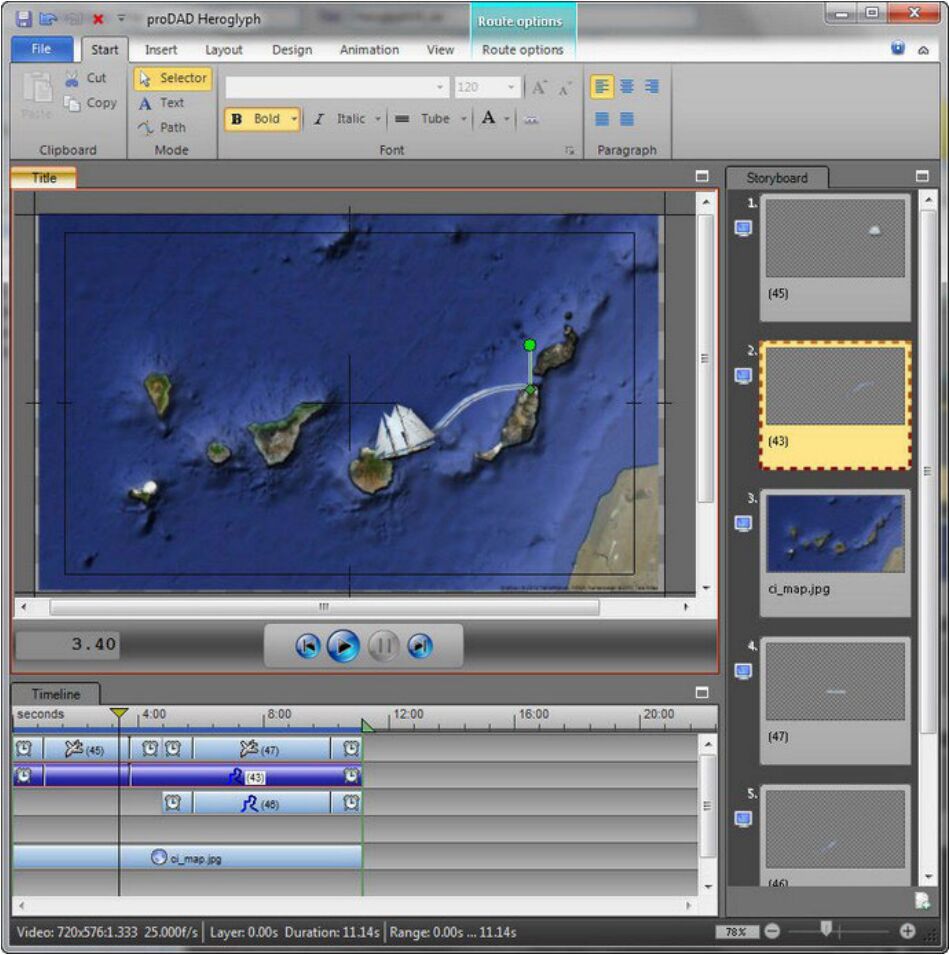 proDAD Heroglyph
Route options
File Start Insert Layout Design Animation View Route options
Paste Cut
Copy
Clipboard
Selector
Text
Path
Mode
120 A A
B Bold I Italic Tube A
Font
Paragraph
Title
Storyboard
1.
(45)
2.
(43)
3.
ci_map.jpg
4.
(47)
5.
(46)
3.40
Timeline
seconds 4:00 8:00 12:00 16:00 20:00
(45) (47)
(43)
(46)
ci_map.jpg
Video: 720x576:1.333 25.000f/s Layer: 0.00s Duration: 11.14s Range: 0.00s ... 11.14s
78%